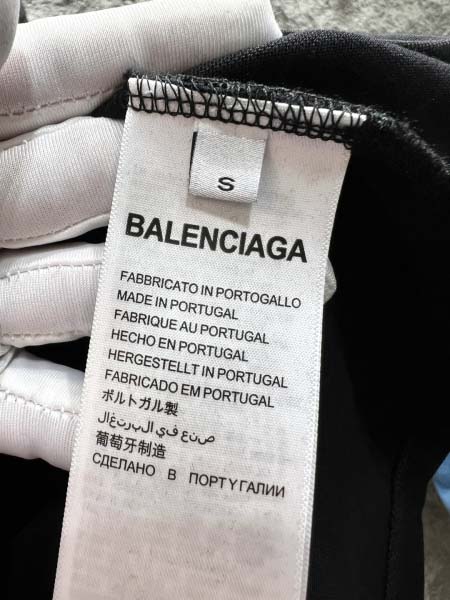 S
BALENCIAGA
FABBRICATO IN PORTOGALLO
MADE IN PORTUGAL
FABRIQUE AU PORTUGAL
HECHO EN PORTUGAL
HERGESTELLT IN PORTUGAL
FABRICADO EM PORTUGAL
ポルトガル製
صنع في البرتغال
葡萄牙制造
СДЕЛАНО В ПОРТУГАЛИИ